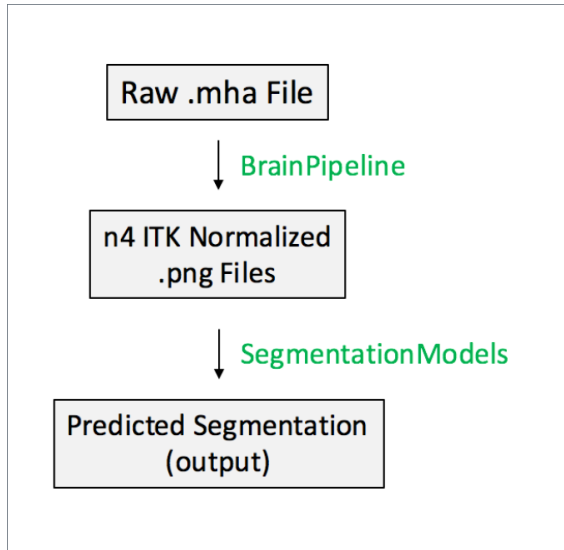 Raw .mha File
BrainPipeline
n4 ITK Normalized
.png Files
SegmentationModels
Predicted Segmentation
(output)